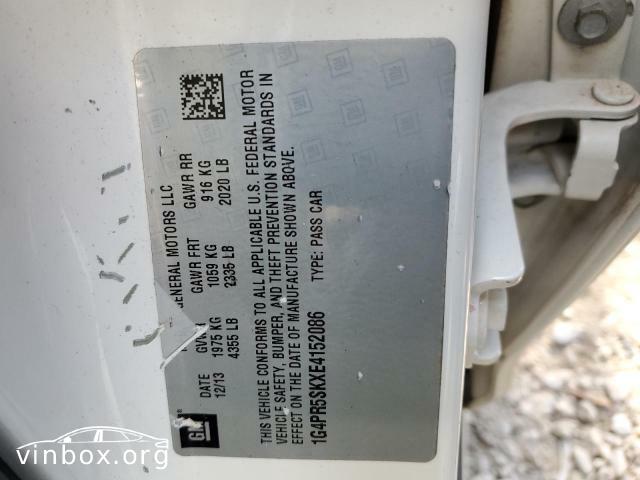 GM
DATE
12/13
GENERAL MOTORS LLC
GVWR
1975 KG
4355 LB
GAWR FRT
1059 KG
2335 LB
GAWR RR
916 KG
2020 LB
THIS VEHICLE CONFORMS TO ALL APPLICABLE U.S. FEDERAL MOTOR
VEHICLE SAFETY, BUMPER, AND THEFT PREVENTION STANDARDS IN
EFFECT ON THE DATE OF MANUFACTURE SHOWN ABOVE.
TYPE: PASS CAR
1G4PR5SKXE4152086
vinbox.org